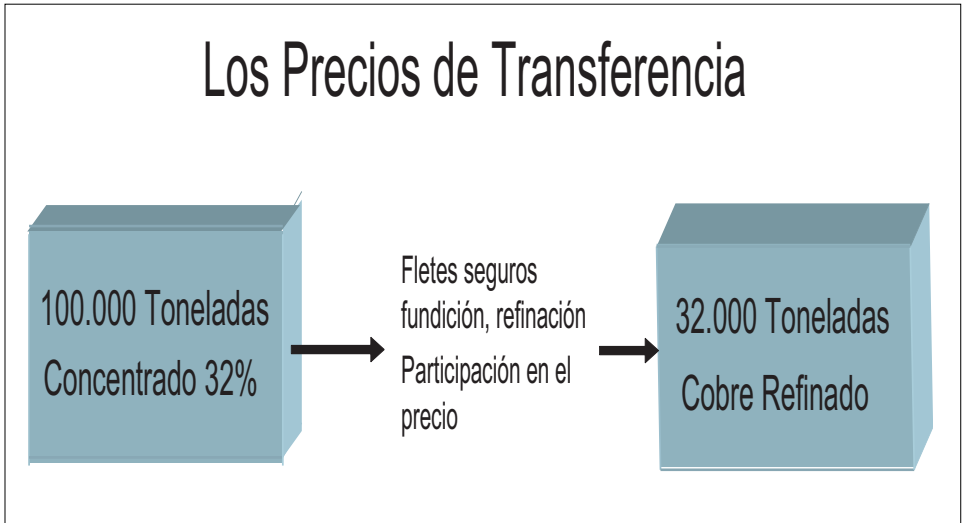 Los Precios de Transferencia
100.000 Toneladas
Concentrado 32%
Fletes seguros
fundición, refinación
Participación en el
precio
32.000 Toneladas
Cobre Refinado